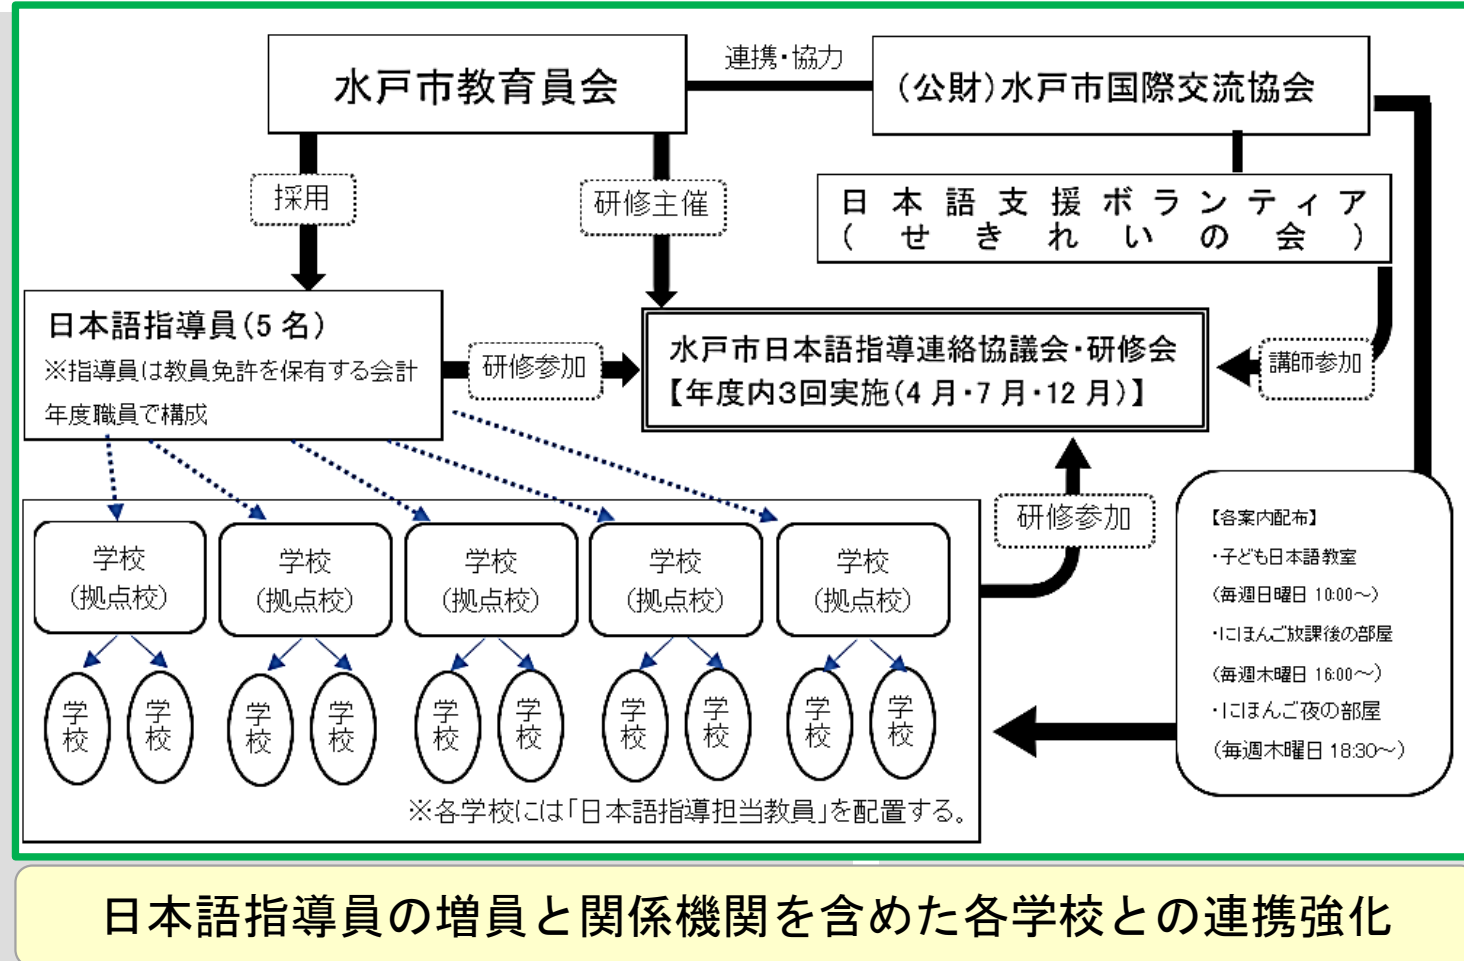 水戸市教育員会
連携・協力
(公財)水戸市国際交流協会
採用
研修主催
日本語支援ボランティア
(せきれいの会)
日本語指導員(5名)
※指導員は教員免許を保有する会計
年度職員で構成
研修参加
水戸市日本語指導連絡協議会・研修会
【年度内3回実施(4月・7月・12月)】
講師参加
研修参加
学校
(拠点校)
学校
(拠点校)
学校
(拠点校)
学校
(拠点校)
学校
(拠点校)
学校
学校
学校
学校
学校
学校
学校
学校
学校
学校
※各学校には「日本語指導担当教員」を配置する。
【各案内配布】
・子ども日本語教室
(毎週日曜日 10:00～)
・にほんご放課後の部屋
(毎週木曜日 16:00～)
・にほんご夜の部屋
(毎週木曜日 18:30～)
日本語指導員の増員と関係機関を含めた各学校との連携強化